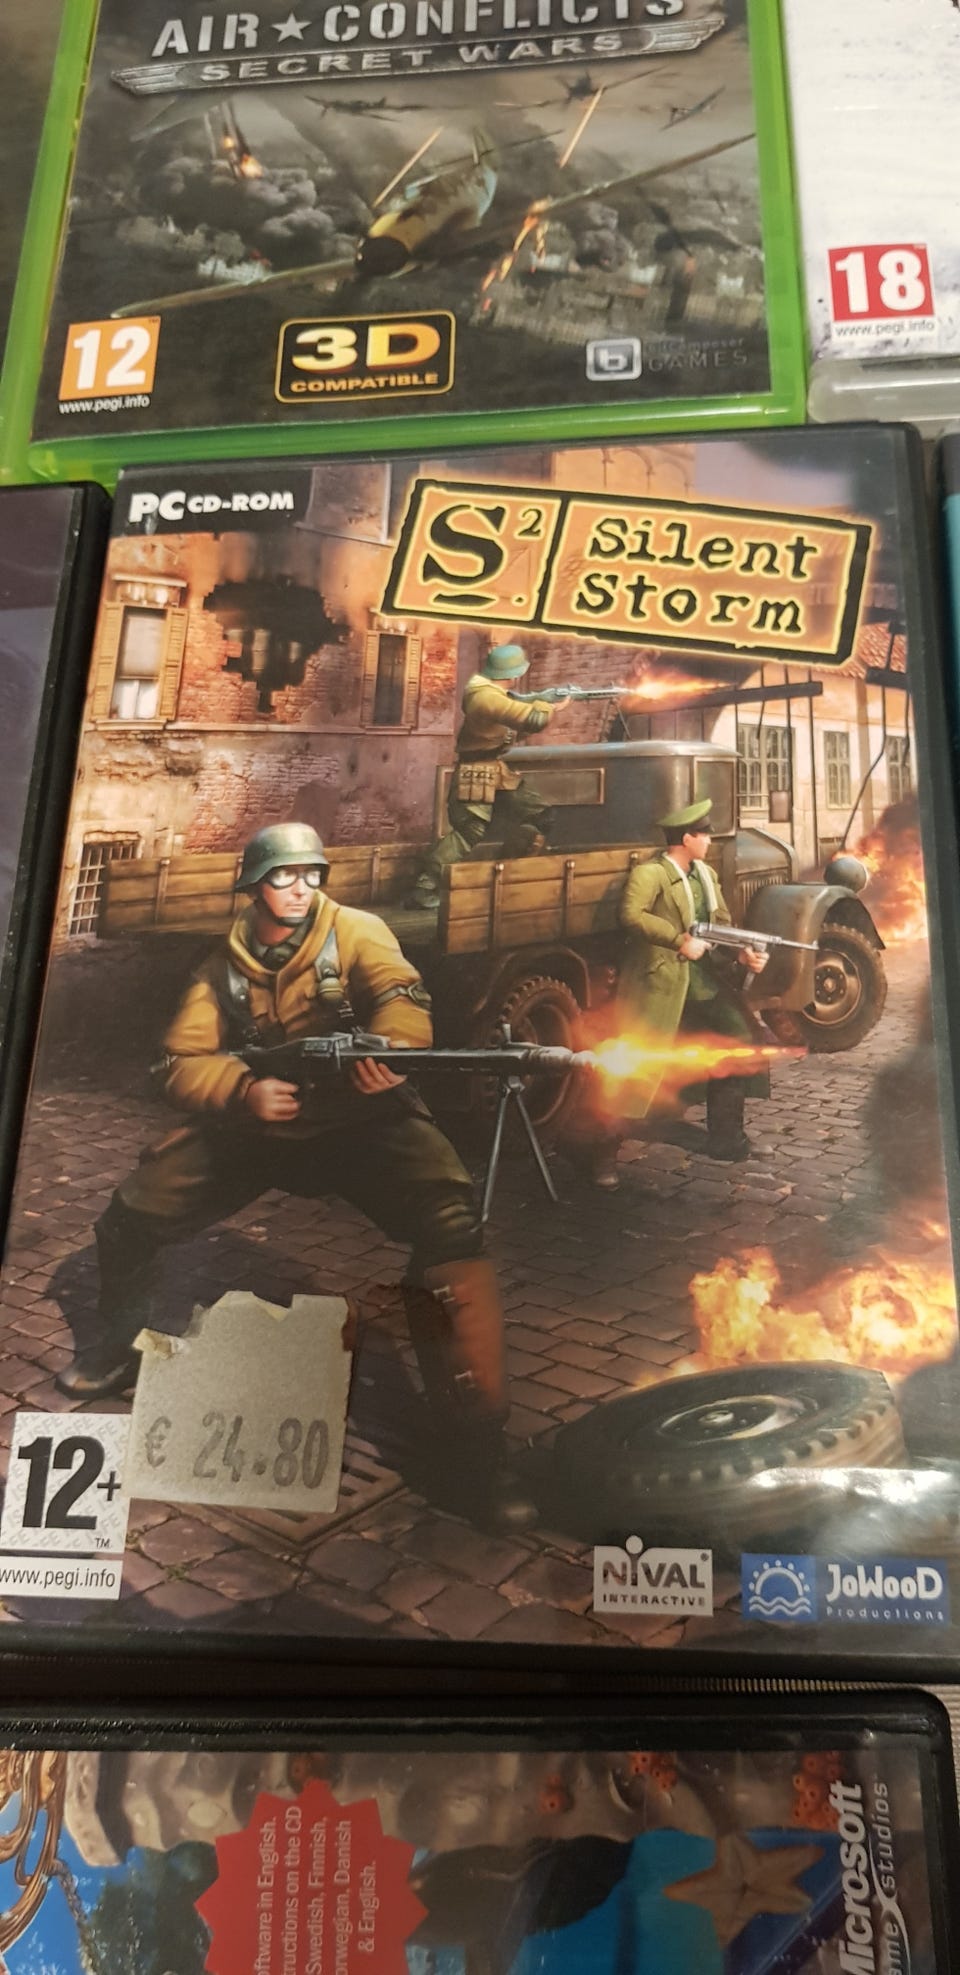 AIR★CONFLICTS
SECRET WARS
12
www.pegi.info
3D
COMPATIBLE
b
GAMES
18
www.pegi.info
PC CD-ROM
S²
Silent
Storm
€ 24.80
12+
TM
www.pegi.info
NIVAL®
INTERACTIVE
JoWooD
Productions
oftware in English.
tructions on the CD
Swedish, Finnish,
orwegian, Danish
& English.
Microsoft
ame studios